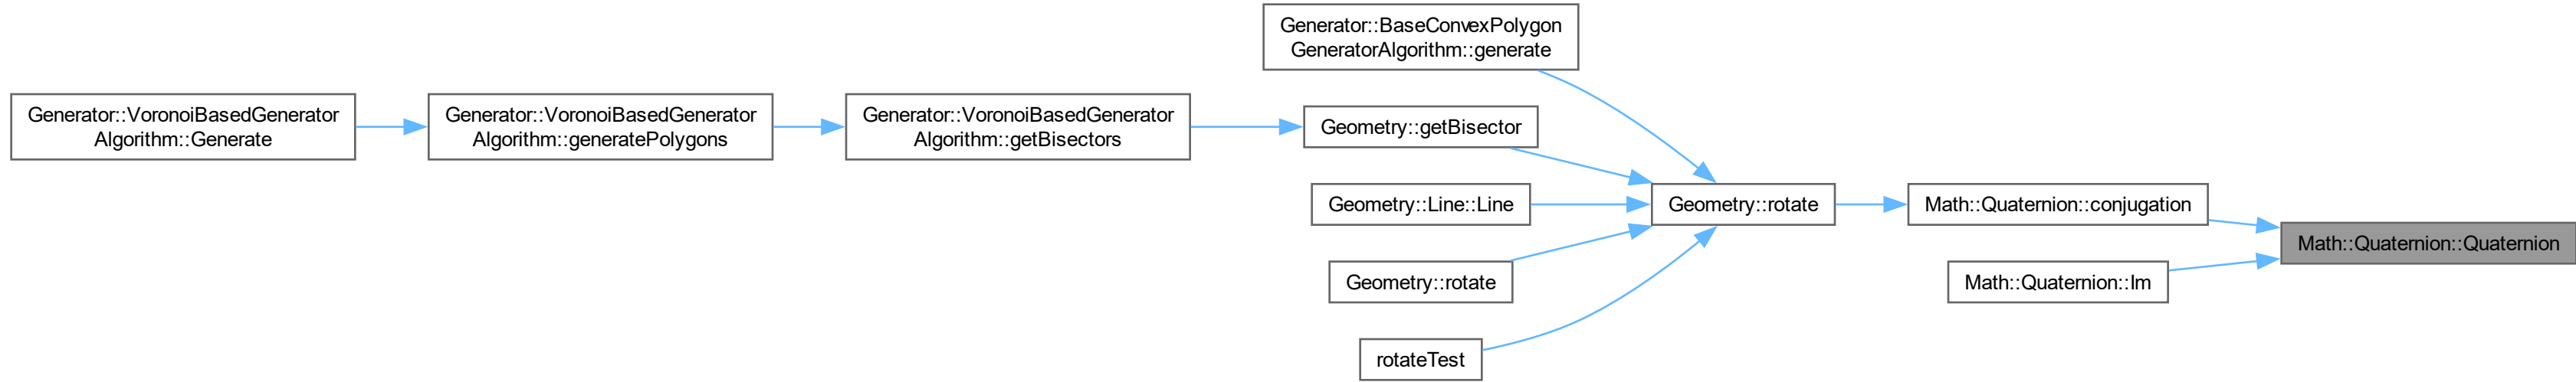 Generator::BaseConvexPolygon
GeneratorAlgorithm::generate
Generator::VoronoiBasedGenerator
Algorithm::Generate
Generator::VoronoiBasedGenerator
Algorithm::generatePolygons
Generator::VoronoiBasedGenerator
Algorithm::getBisectors
Geometry::getBisector
Geometry::Line::Line
Geometry::rotate
Math::Quaternion::conjugation
Math::Quaternion::Quaternion
Geometry::rotate
Math::Quaternion::Im
rotateTest